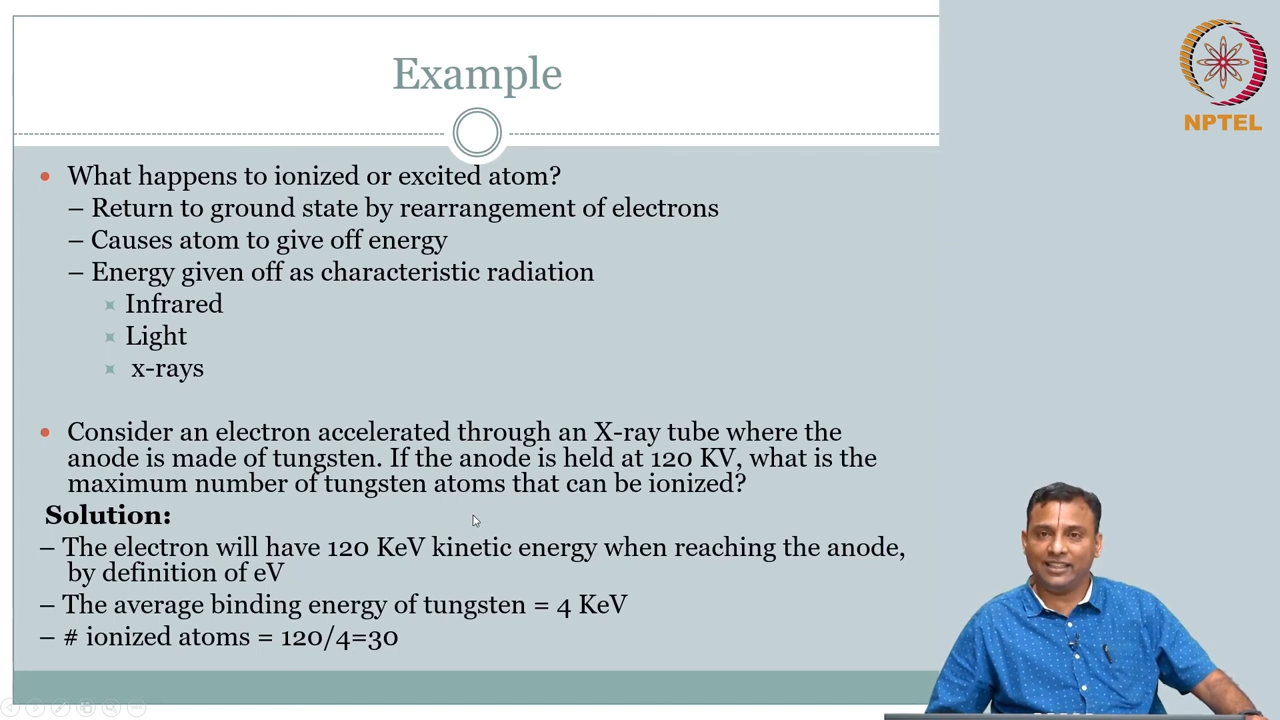 Example
NPTEL
• What happens to ionized or excited atom?
– Return to ground state by rearrangement of electrons
– Causes atom to give off energy
– Energy given off as characteristic radiation
Infrared
Light
x-rays
• Consider an electron accelerated through an X-ray tube where the
anode is made of tungsten. If the anode is held at 120 KV, what is the
maximum number of tungsten atoms that can be ionized?
Solution:
– The electron will have 120 KeV kinetic energy when reaching the anode,
by definition of eV
– The average binding energy of tungsten = 4 KeV
– # ionized atoms = 120/4=30